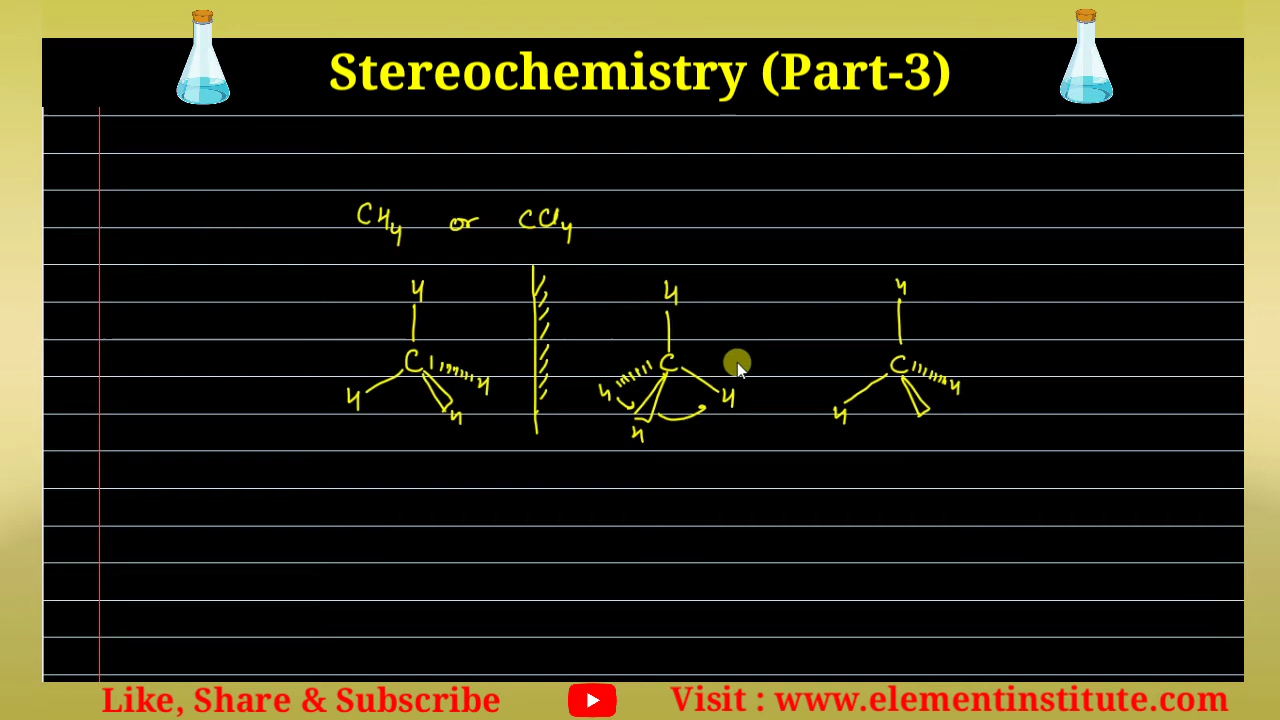 Stereochemistry (Part-3)
CH4 or CCl4
H H H
C C C
H H H H H H
H H
Like, Share & Subscribe Visit : www.elementinstitute.com